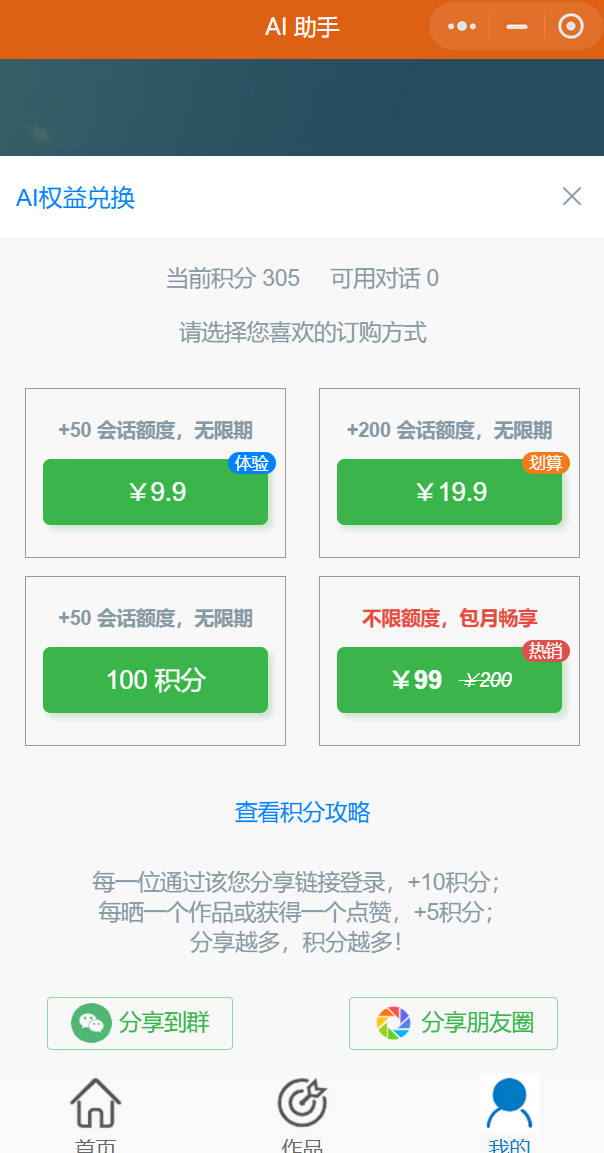 AI 助手
AI权益兑换
当前积分 305 可用对话 0
请选择您喜欢的订购方式
+50 会话额度，无限期
体验
￥9.9
+200 会话额度，无限期
划算
￥19.9
+50 会话额度，无限期
100 积分
不限额度，包月畅享
热销
￥99 ￥200
查看积分攻略
每一位通过该您分享链接登录，+10积分；
每晒一个作品或获得一个点赞，+5积分；
分享越多，积分越多！
分享到群
分享朋友圈
首页
作品
我的